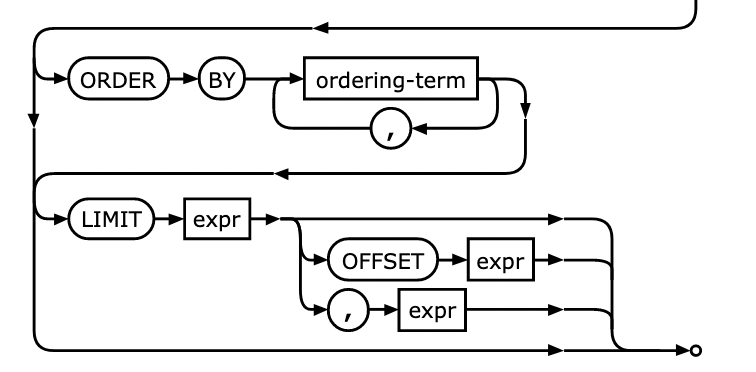 ORDER BY ordering-term
,
LIMIT expr
OFFSET expr
, expr